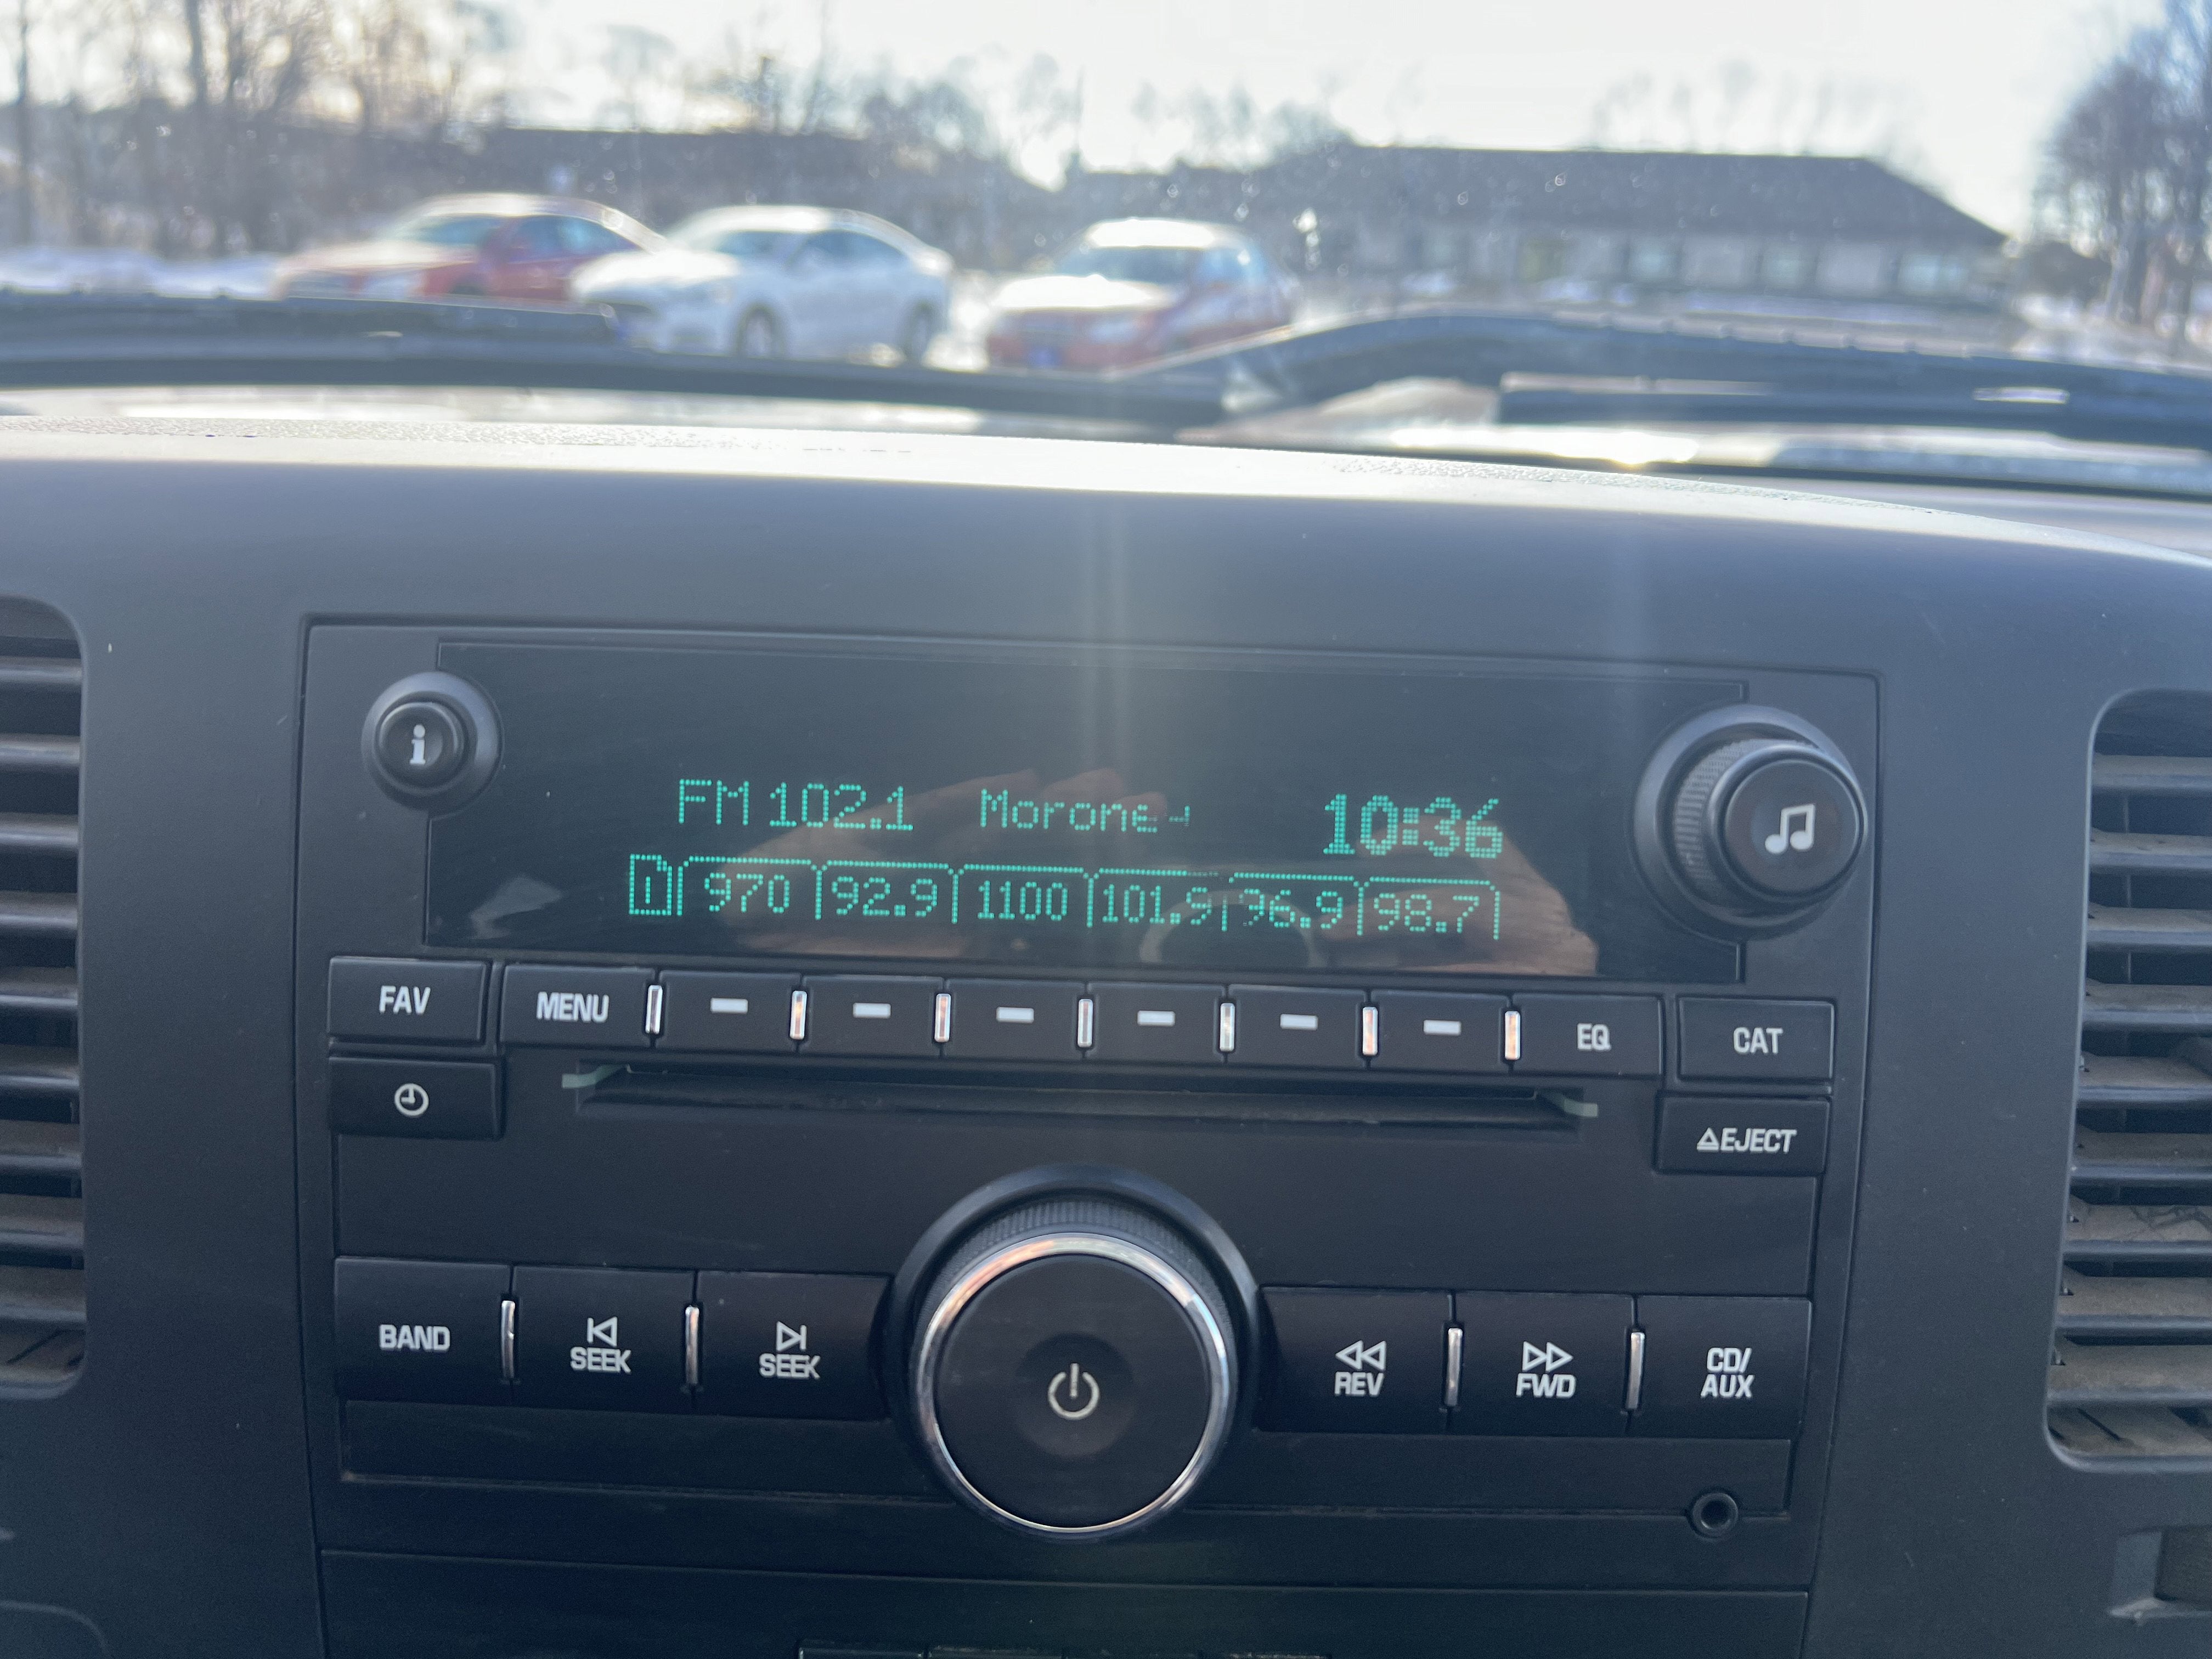 i
FM 102.1 Morone- 10:36
1 970 92.9 1100 101.9 96.9 98.7
FAV MENU EQ CAT
EJECT
BAND SEEK SEEK REV FWD CD/
AUX